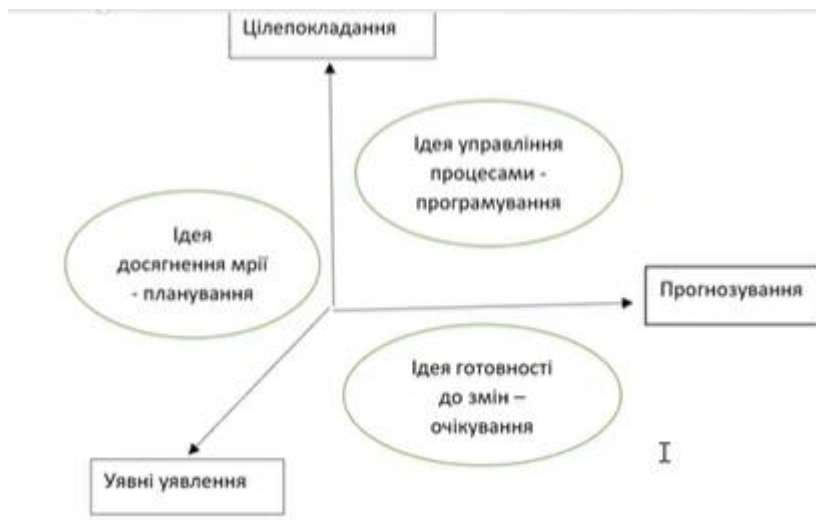 Цілепокладання
Ідея управління
процесами -
програмування
Ідея
досягнення мрії
- планування
Прогнозування
Ідея готовності
до змін –
очікування
Уявні уявлення